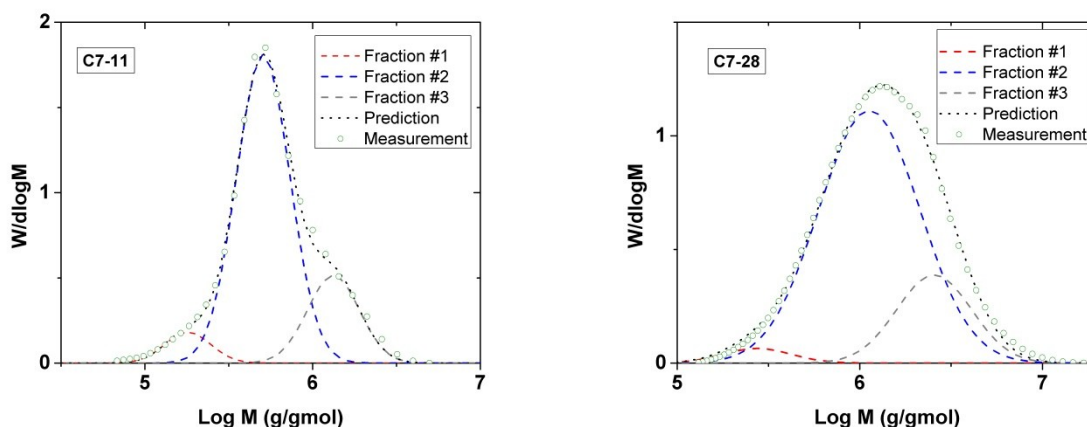 2
C7-11
Fraction #1
Fraction #2
Fraction #3
Prediction
Measurement
W/dlogM
1
0
5
6
7
Log M (g/gmol)
C7-28
Fraction #1
Fraction #2
Fraction #3
Prediction
Measurement
W/dlogM
1
0
5
6
7
Log M (g/gmol)